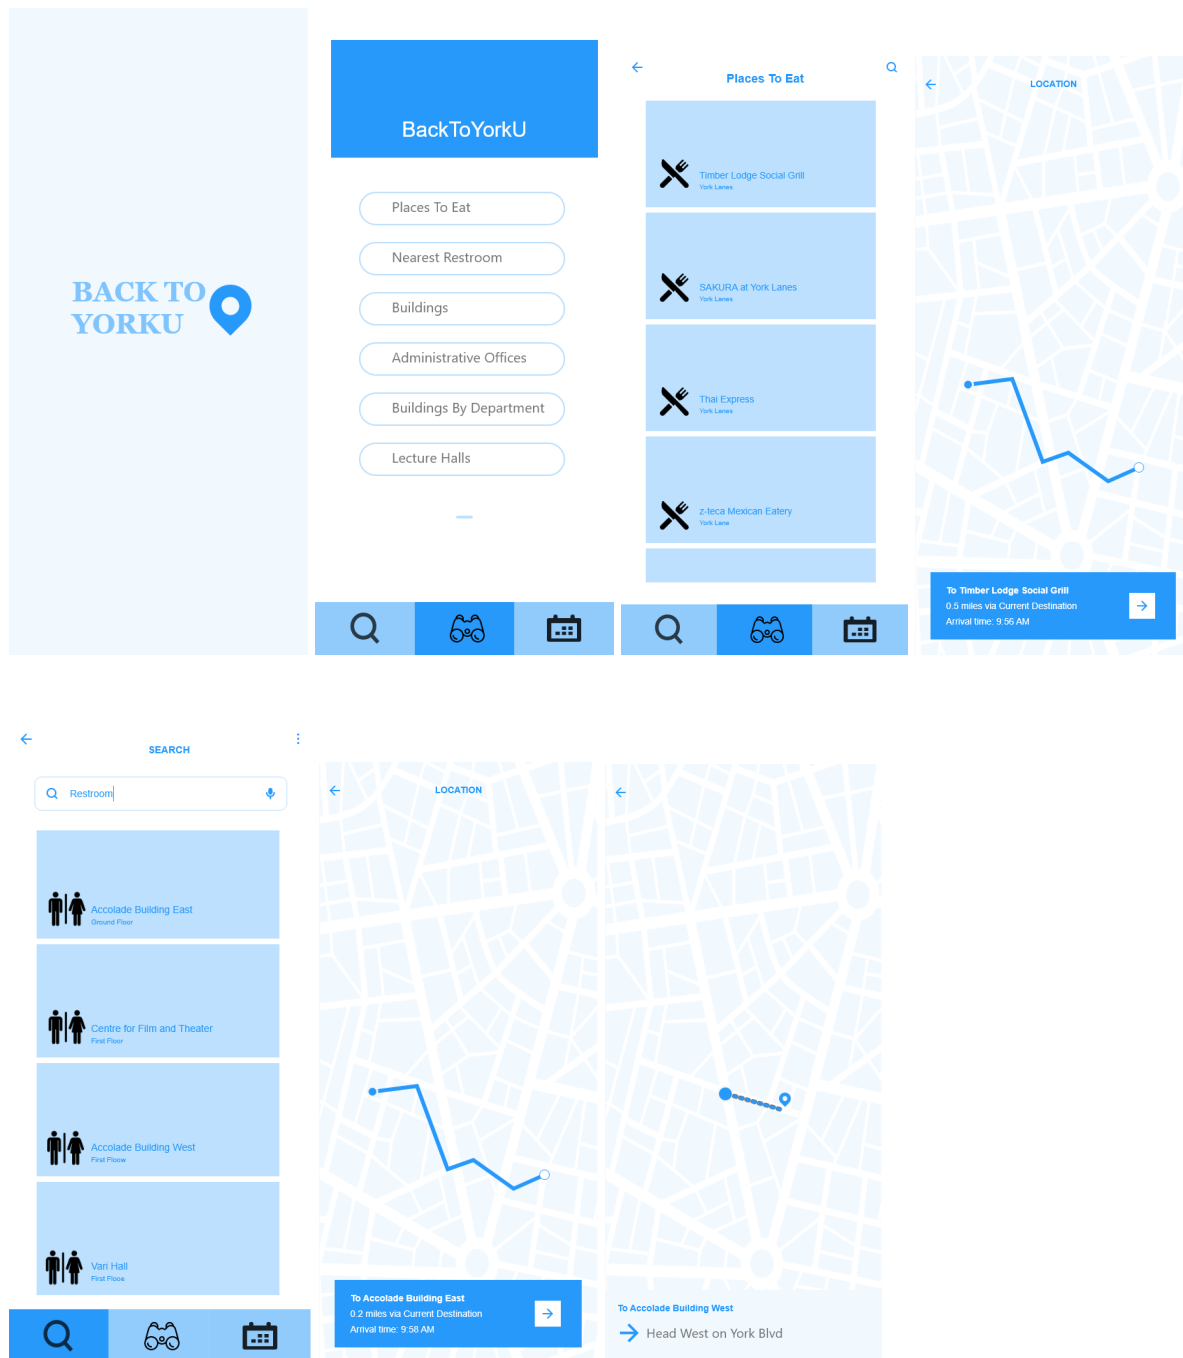 BACK TO
YORKU
BackToYorkU
Places To Eat
Nearest Restroom
Buildings
Administrative Offices
Buildings By Department
Lecture Halls
Places To Eat
Timber Lodge Social Grill
York Lanes
SAKURA at York Lanes
York Lanes
Thai Express
York Lanes
z-teca Mexican Eatery
York Lane
LOCATION
To Timber Lodge Social Grill
0.5 miles via Current Destination
Arrival time: 9:56 AM
SEARCH
Restroom
Accolade Building East
Ground Floor
Centre for Film and Theater
First Floor
Accolade Building West
First Floow
Vari Hall
First Floos
LOCATION
To Accolade Building East
0.2 miles via Current Destination
Arrival time: 9:58 AM
To Accolade Building West
Head West on York Blvd